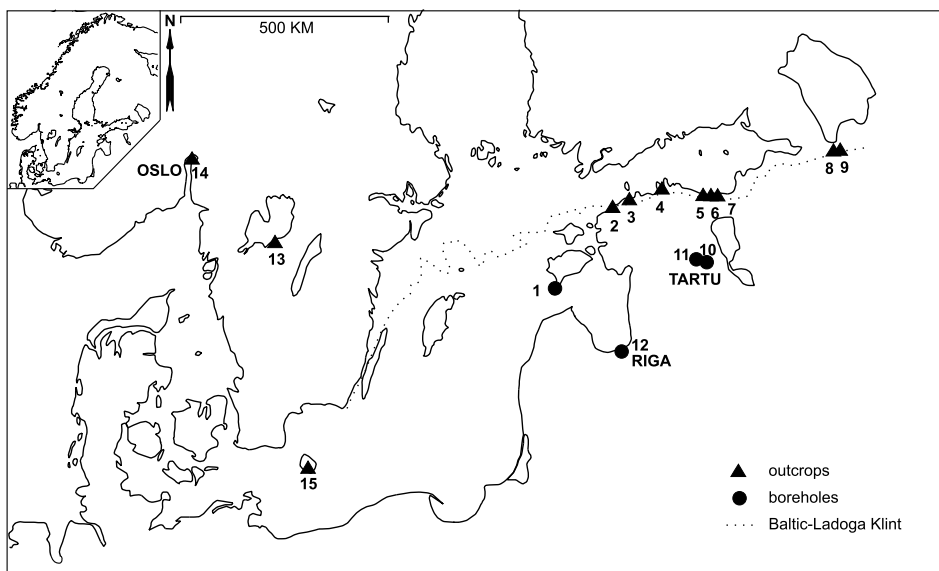 N
500 KM
OSLO 14
8 9
4
5 6 7
2 3
13
11 10
TARTU
1
12
RIGA
15
outcrops
boreholes
Baltic-Ladoga Klint